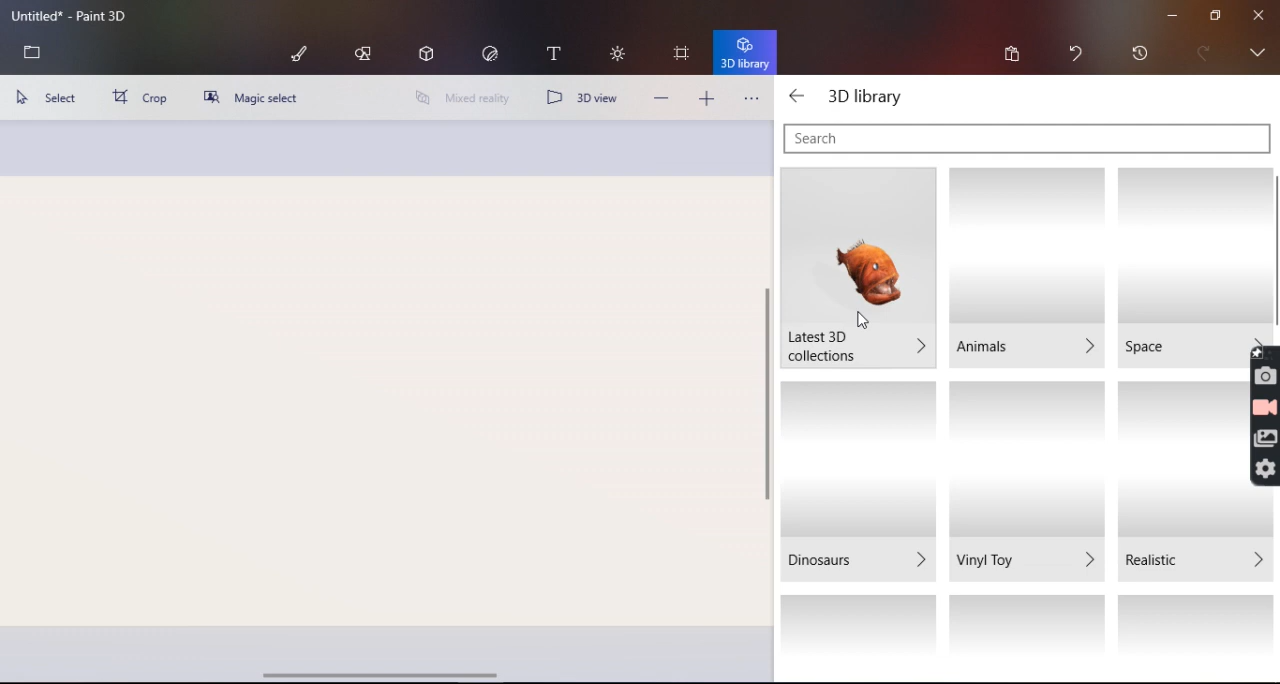 Untitled* - Paint 3D
3D library
Select
Crop
Magic select
Mixed reality
3D view
3D library
Search
Latest 3D
collections
Animals
Space
Dinosaurs
Vinyl Toy
Realistic